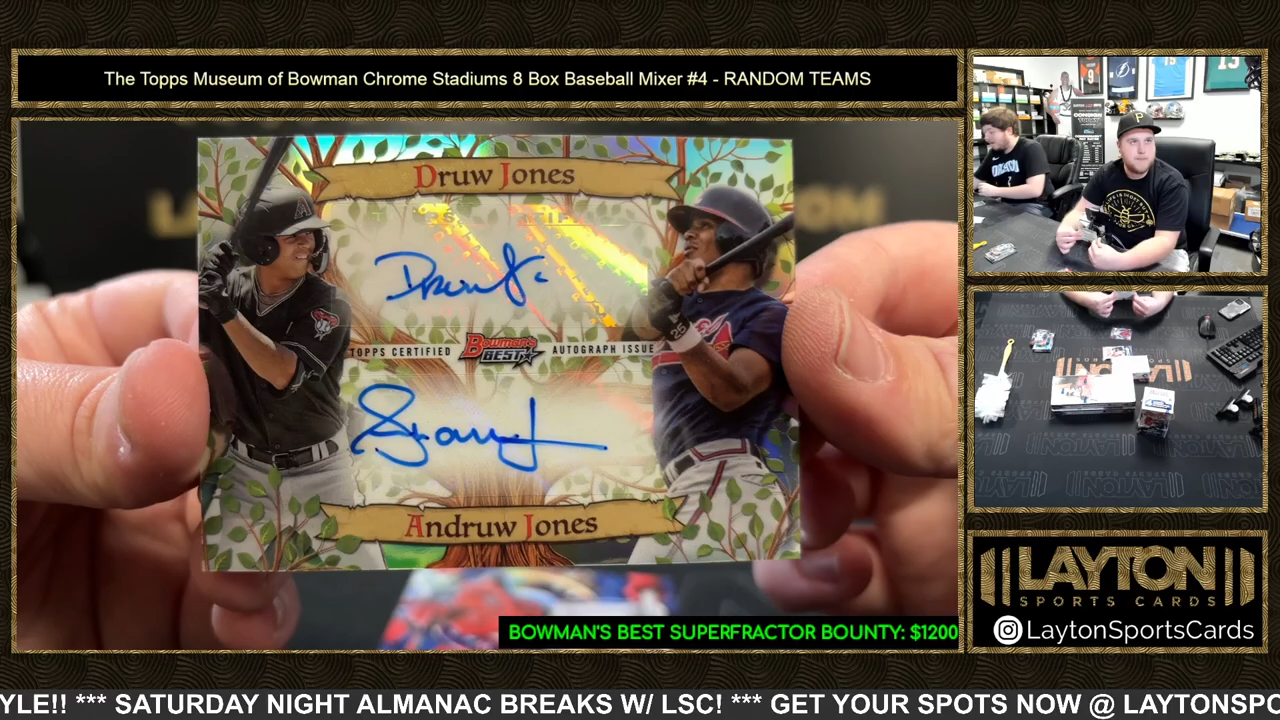 The Topps Museum of Bowman Chrome Stadiums 8 Box Baseball Mixer #4 - RANDOM TEAMS
Druw Jones
TOPPS CERTIFIED BOWMAN'S BEST AUTOGRAPH ISSUE
25
Andruw Jones
BOWMAN'S BEST SUPERFRACTOR BOUNTY: $1200
P
LAYTON
SPORTS CARDS
LaytonSportsCards
YLE!! *** SATURDAY NIGHT ALMANAC BREAKS W/ LSC! *** GET YOUR SPOTS NOW @ LAYTONSPO